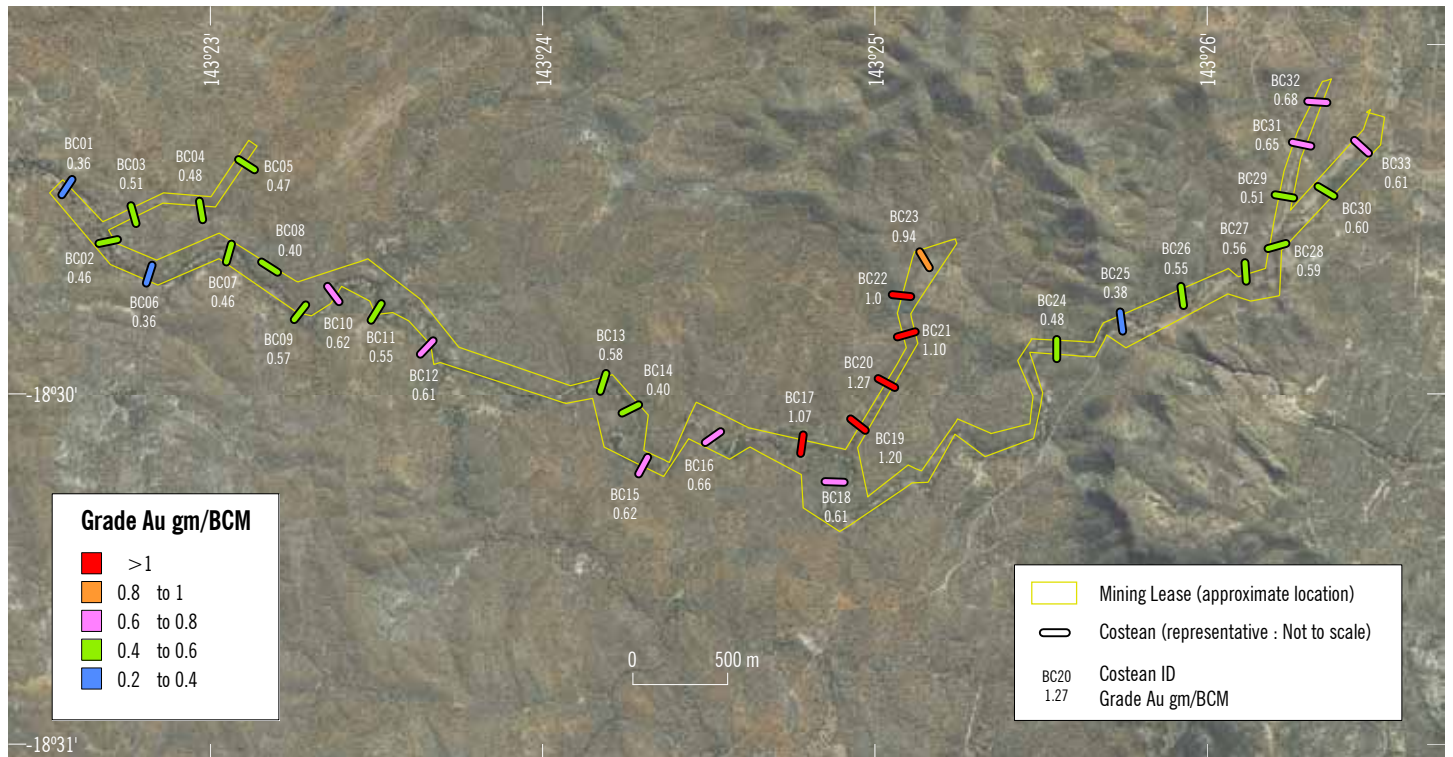 143º23'
143º24'
143º25'
143º26'
-18º30'
-18º31'
BC01
0.36
BC02
0.46
BC03
0.51
BC04
0.48
BC05
0.47
BC06
0.36
BC07
0.46
BC08
0.40
BC09
0.57
BC10
0.62
BC11
0.55
BC12
0.61
BC13
0.58
BC14
0.40
BC15
0.62
BC16
0.66
BC17
1.07
BC18
0.61
BC19
1.20
BC20
1.27
BC21
1.10
BC22
1.0
BC23
0.94
BC24
0.48
BC25
0.38
BC26
0.55
BC27
0.56
BC28
0.59
BC29
0.51
BC30
0.60
BC31
0.65
BC32
0.68
BC33
0.61
Grade Au gm/BCM
>1
0.8 to 1
0.6 to 0.8
0.4 to 0.6
0.2 to 0.4
0 500 m
Mining Lease (approximate location)
Costean (representative : Not to scale)
BC20 Costean ID
1.27 Grade Au gm/BCM